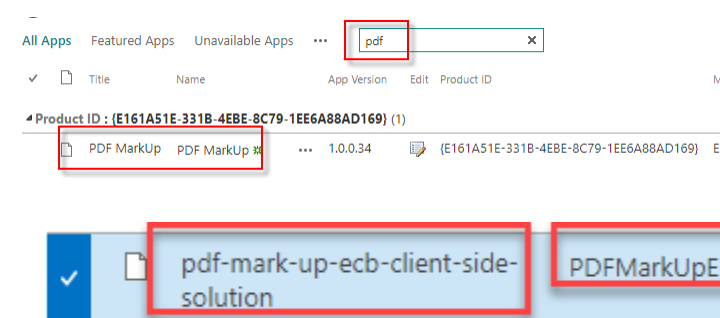 All Apps Featured Apps Unavailable Apps ••• pdf
Title Name App Version Edit Product ID M
Product ID : {E161A51E-331B-4EBE-8C79-1EE6A88AD169} (1)
PDF MarkUp PDF MarkUp ••• 1.0.0.34 {E161A51E-331B-4EBE-8C79-1EE6A88AD169} E
pdf-mark-up-ecb-client-side- PDFMarkUpE
solution